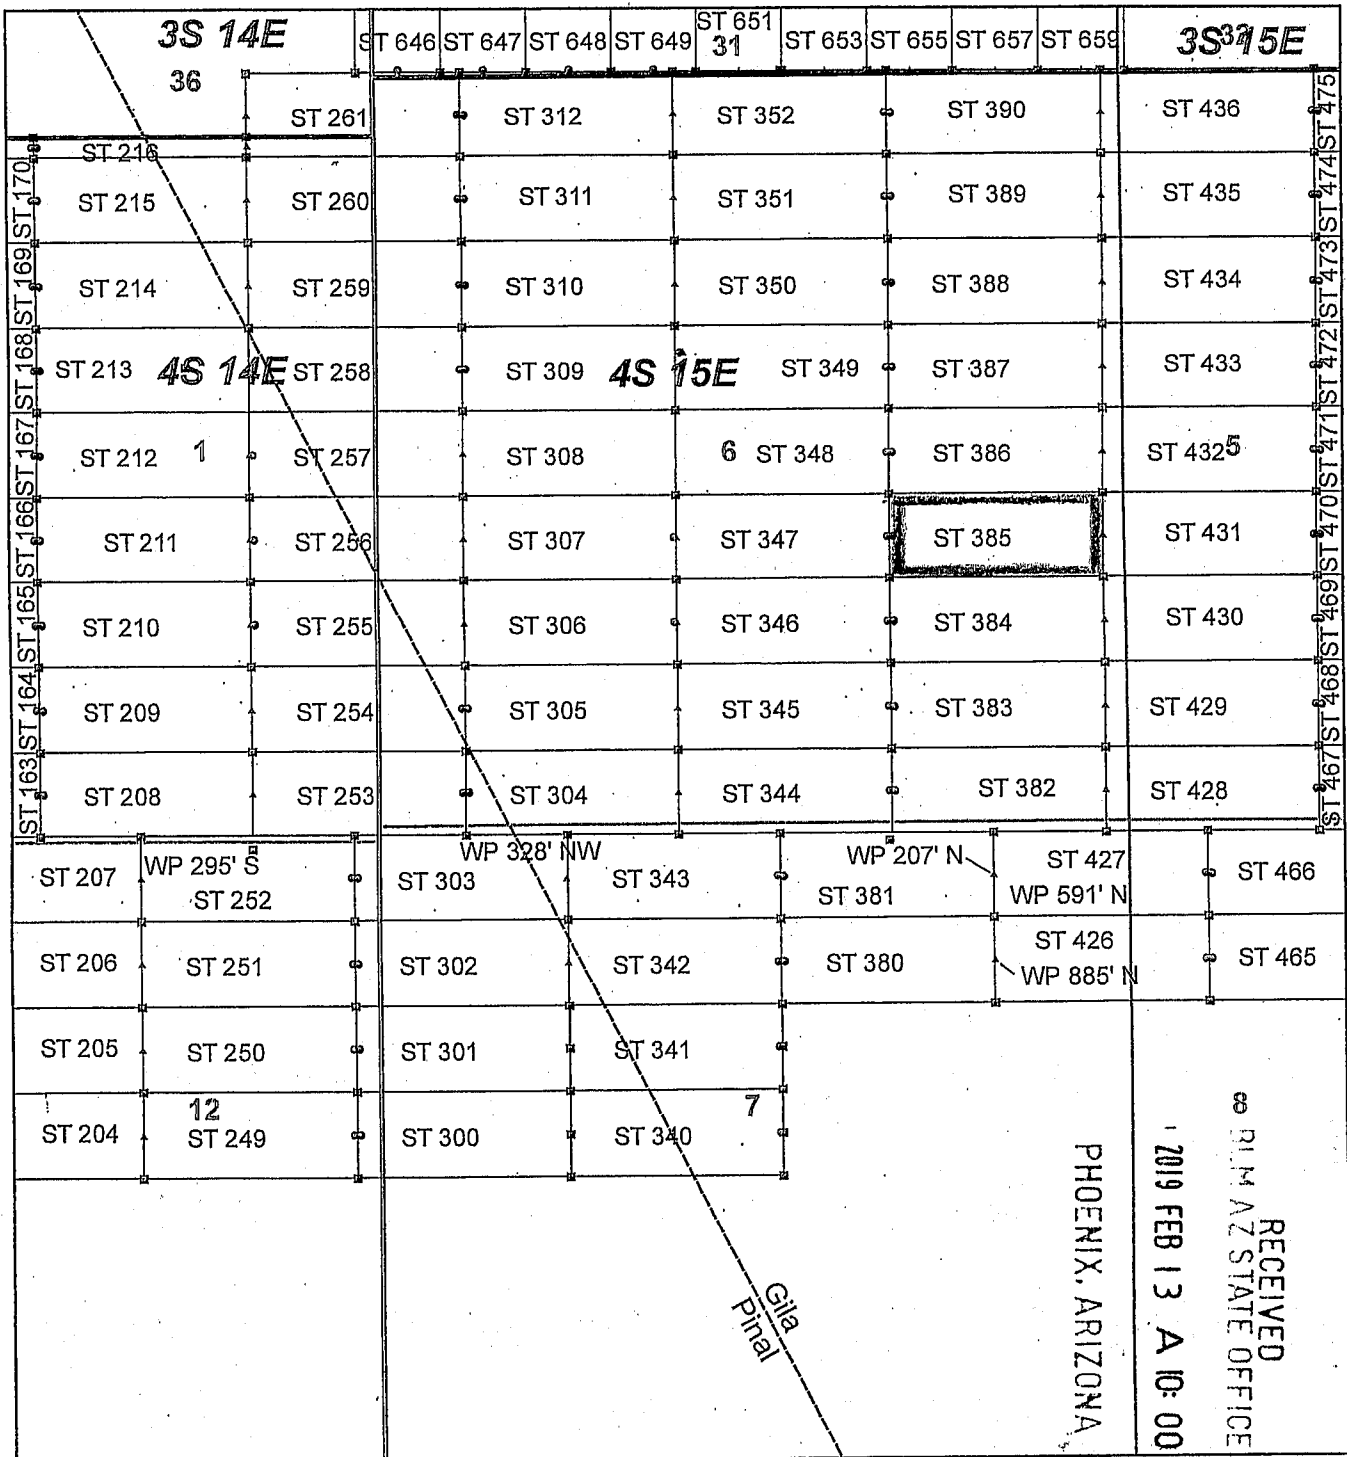 3S 14E
ST 646 ST 647 ST 648 ST 649 ST 651 ST 653 ST 655 ST 657 ST 659
31
3S 32 15E
36
ST 261 ST 312 ST 352 ST 390 ST 436 ST 475
ST 216
ST 170 ST 215 ST 260 ST 311 ST 351 ST 389 ST 435 ST 474
ST 169 ST 214 ST 259 ST 310 ST 350 ST 388 ST 434 ST 473
ST 168 ST 213 4S 14E ST 258 ST 309 4S 15E ST 349 ST 387 ST 433 ST 472
ST 167 ST 212 1 ST 257 ST 308 6 ST 348 ST 386 ST 432 5 ST 471
ST 166 ST 211 ST 256 ST 307 ST 347 ST 385 ST 431 ST 470
ST 165 ST 210 ST 255 ST 306 ST 346 ST 384 ST 430 ST 469
ST 164 ST 209 ST 254 ST 305 ST 345 ST 383 ST 429 ST 468
ST 163 ST 208 ST 253 ST 304 ST 344 ST 382 ST 428 ST 467
WP 295' S WP 328' NW WP 207' N ST 427
ST 207 ST 252 ST 303 ST 343 ST 381 WP 591' N ST 466
ST 206 ST 251 ST 302 ST 342 ST 380 ST 426 ST 465
WP 885' N
ST 205 ST 250 ST 301 ST 341
12 7
ST 204 ST 249 ST 300 ST 340
8
Gila
Pinal
RECEIVED
BLM AZ STATE OFFICE
2019 FEB 13 A 10:00
PHOENIX, ARIZONA